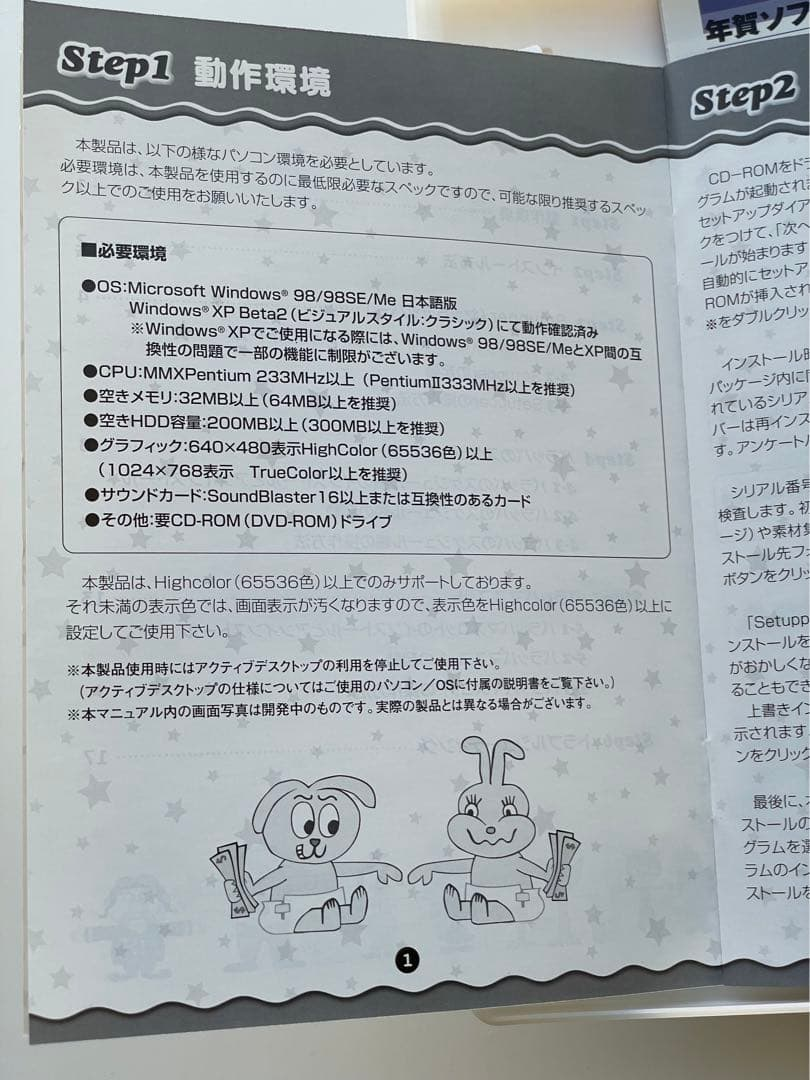 Step1 動作環境
本製品は、以下の様なパソコン環境を必要としています。
必要環境は、本製品を使用するのに最低限必要なスペックですので、可能な限り推奨するスペッ
ク以上でのご使用をお願いいたします。
■必要環境
●OS:Microsoft Windows® 98/98SE/Me 日本語版
Windows® XP Beta2(ビジュアルスタイル:クラシック)にて動作確認済み
※Windows® XPでご使用になる際には、Windows® 98/98SE/MeとXP間の互
換性の問題で一部の機能に制限がございます。
●CPU:MMXPentium 233MHz以上(PentiumⅡ333MHz以上を推奨)
●空きメモリ:32MB以上(64MB以上を推奨)
●空きHDD容量:200MB以上(300MB以上を推奨)
●グラフィック:640×480表示HighColor(65536色)以上
(1024×768表示 TrueColor以上を推奨)
●サウンドカード:SoundBlaster16以上または互換性のあるカード
●その他:要CD-ROM(DVD-ROM)ドライブ
本製品は、Highcolor(65536色)以上でのみサポートしております。
それ未満の表示色では、画面表示が汚くなりますので、表示色をHighcolor(65536色)以上に
設定してご使用下さい。
※本製品使用時にはアクティブデスクトップの利用を停止してご使用下さい。
(アクティブデスクトップの仕様についてはご使用のパソコン/OSに付属の説明書をご覧下さい。)
※本マニュアル内の画面写真は開発中のものです。実際の製品とは異なる場合がございます。
1
年賀ソフ
Step2
CD-ROMをド
グラムが起動され
セットアップダイア
クをつけて、「次へ
ールが始まります
自動的にセットア
ROMが挿入され
※をダブルクリッ
インストール時
パッケージ内に「
れているシリア
バーは再インス
す。アンケート
シリアル番号
検査します。初
ージ)や素材集
ストール先フォ
ボタンをクリッ
「Setupp
ンストールを
がおかしくな
ることもでき
上書きイン
示されます。
ンをクリック
最後に、
ストールの
グラムを選
ラムのイン
ストールを